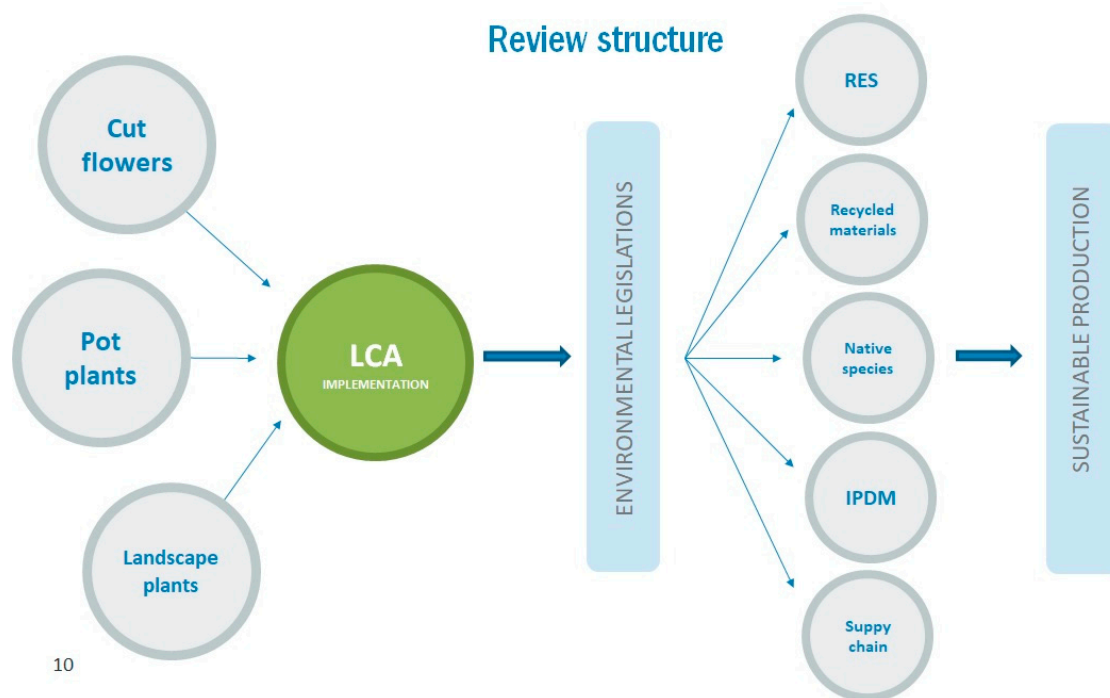 Review structure
Cut
flowers
Pot
plants
Landscape
plants
LCA
IMPLEMENTATION
ENVIRONMENTAL LEGISLATIONS
RES
Recycled
materials
Native
species
IPDM
Suppy
chain
SUSTAINABLE PRODUCTION
10